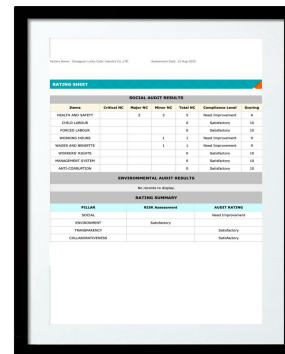 Factory Name : Dongguan Lucky Color Industry Co.,LTD Assessment Date: 13-Aug-2020
RATING SHEET
SOCIAL AUDIT RESULTS
Items Critical NC Major NC Minor NC Total NC Compliance Level Scoring
HEALTH AND SAFETY 2 3 5 Need Improvement 6
CHILD LABOUR 0 Satisfactory 10
FORCED LABOUR 0 Satisfactory 10
WORKING HOURS 1 1 Need Improvement 9
WAGES AND BENEFITS 1 1 Need Improvement 9
WORKERS' RIGHTS 0 Satisfactory 10
MANAGEMENT SYSTEM 0 Satisfactory 10
ANTI-CORRUPTION 0 Satisfactory 10
ENVIRONMENTAL AUDIT RESULTS
No records to display.
RATING SUMMARY
PILLAR RISK Assessment AUDIT RATING
SOCIAL Need Improvement
ENVIRONMENT Satisfactory
TRANSPARENCY Satisfactory
COLLABORATIVENESS Satisfactory